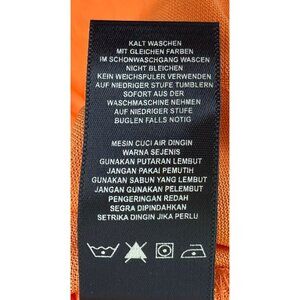 KALT WASCHEN
MIT GLEICHEN FARBEN
IM SCHONWASCHGANG WASCEN
NICHT BLEICHEN
KEIN WEICHSPULER VERWENDEN
AUF NIEDRIGER STUFE TUMBLERN
SOFORT AUS DER
WASCHMASCHINE NEHMEN
AUF NIEDRIGER STUFE
BUGLEN FALLS NOTIG
MESIN CUCI AIR DINGIN
WARNA SEJENIS
GUNAKAN PUTARAN LEMBUT
JANGAN PAKAI PEMUTIH
GUNAKAN SABUN YANG LEMBUT
JANGAN GUNAKAN PELEMBUT
PENGERINGAN REDAH
SEGRA DIPINDAHKAN
SETRIKA DINGIN JIKA PERLU